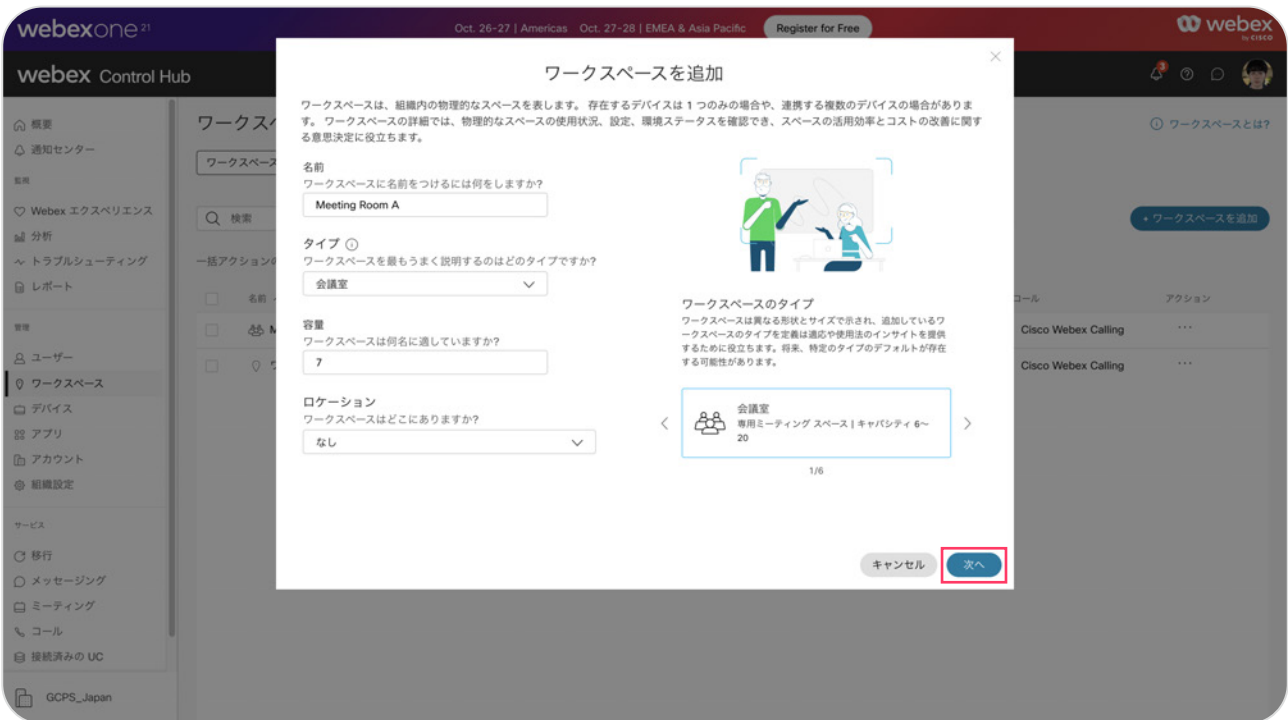 webexone 21
Oct. 26-27 | Americas Oct. 27-28 | EMEA & Asia Pacific
Register for Free
webex
by CISCO
webex Control Hub
概要
通知センター
監視
Webex エクスペリエンス
分析
トラブルシューティング
レポート
管理
ユーザー
ワークスペース
デバイス
アプリ
アカウント
組織設定
サービス
移行
メッセージング
ミーティング
コール
接続済みの UC
GCPS_Japan
ワークスペ
ワークスペース
検索
一括アクションの
名前
ワークスペースとは?
+ ワークスペースを追加
コール
アクション
Cisco Webex Calling
Cisco Webex Calling
ワークスペースを追加
ワークスペースは、組織内の物理的なスペースを表します。 存在するデバイスは 1 つのみの場合や、連携する複数のデバイスの場合がありま
す。 ワークスペースの詳細では、物理的なスペースの使用状況、設定、環境ステータスを確認でき、スペースの活用効率とコストの改善に関す
る意思決定に役立ちます。
名前
ワークスペースに名前をつけるには何をしますか?
Meeting Room A
タイプ
ワークスペースを最もうまく説明するのはどのタイプですか?
会議室
容量
ワークスペースは何名に適していますか?
7
ロケーション
ワークスペースはどこにありますか?
なし
ワークスペースのタイプ
ワークスペースは異なる形状とサイズで示され、追加しているワ
ークスペースのタイプを定義は適応や使用法のインサイトを提供
するために役立ちます。将来、特定のタイプのデフォルトが存在
する可能性があります。
会議室
専用ミーティング スペース | キャパシティ 6〜
20
1/6
キャンセル
次へ